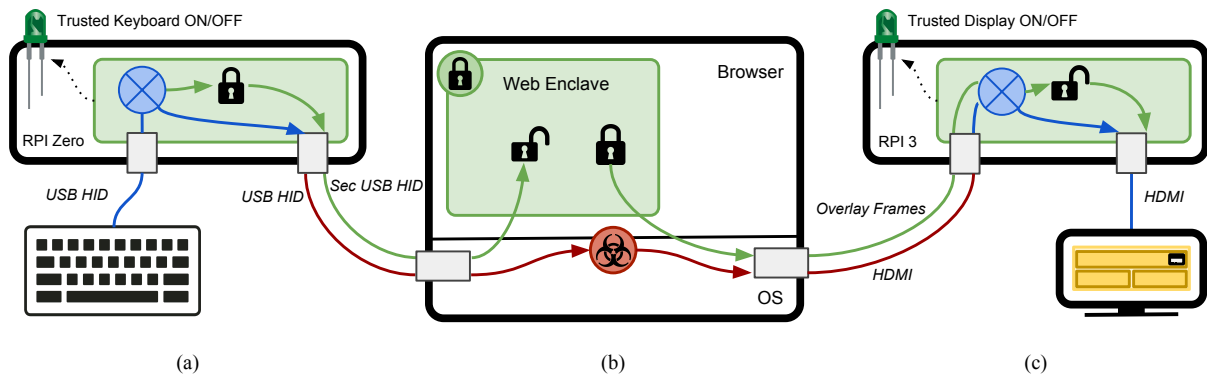 Trusted Keyboard ON/OFF
RPI Zero
USB HID
USB HID
Sec USB HID
Web Enclave
Browser
OS
Trusted Display ON/OFF
RPI 3
Overlay Frames
HDMI
HDMI
(a)
(b)
(c)